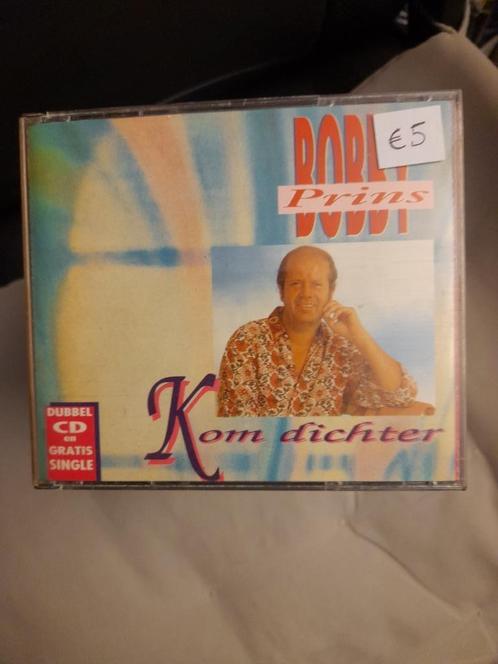 BOBBY
€5
Prins
DUBBEL
CD
en
GRATIS
SINGLE
Kom dichter